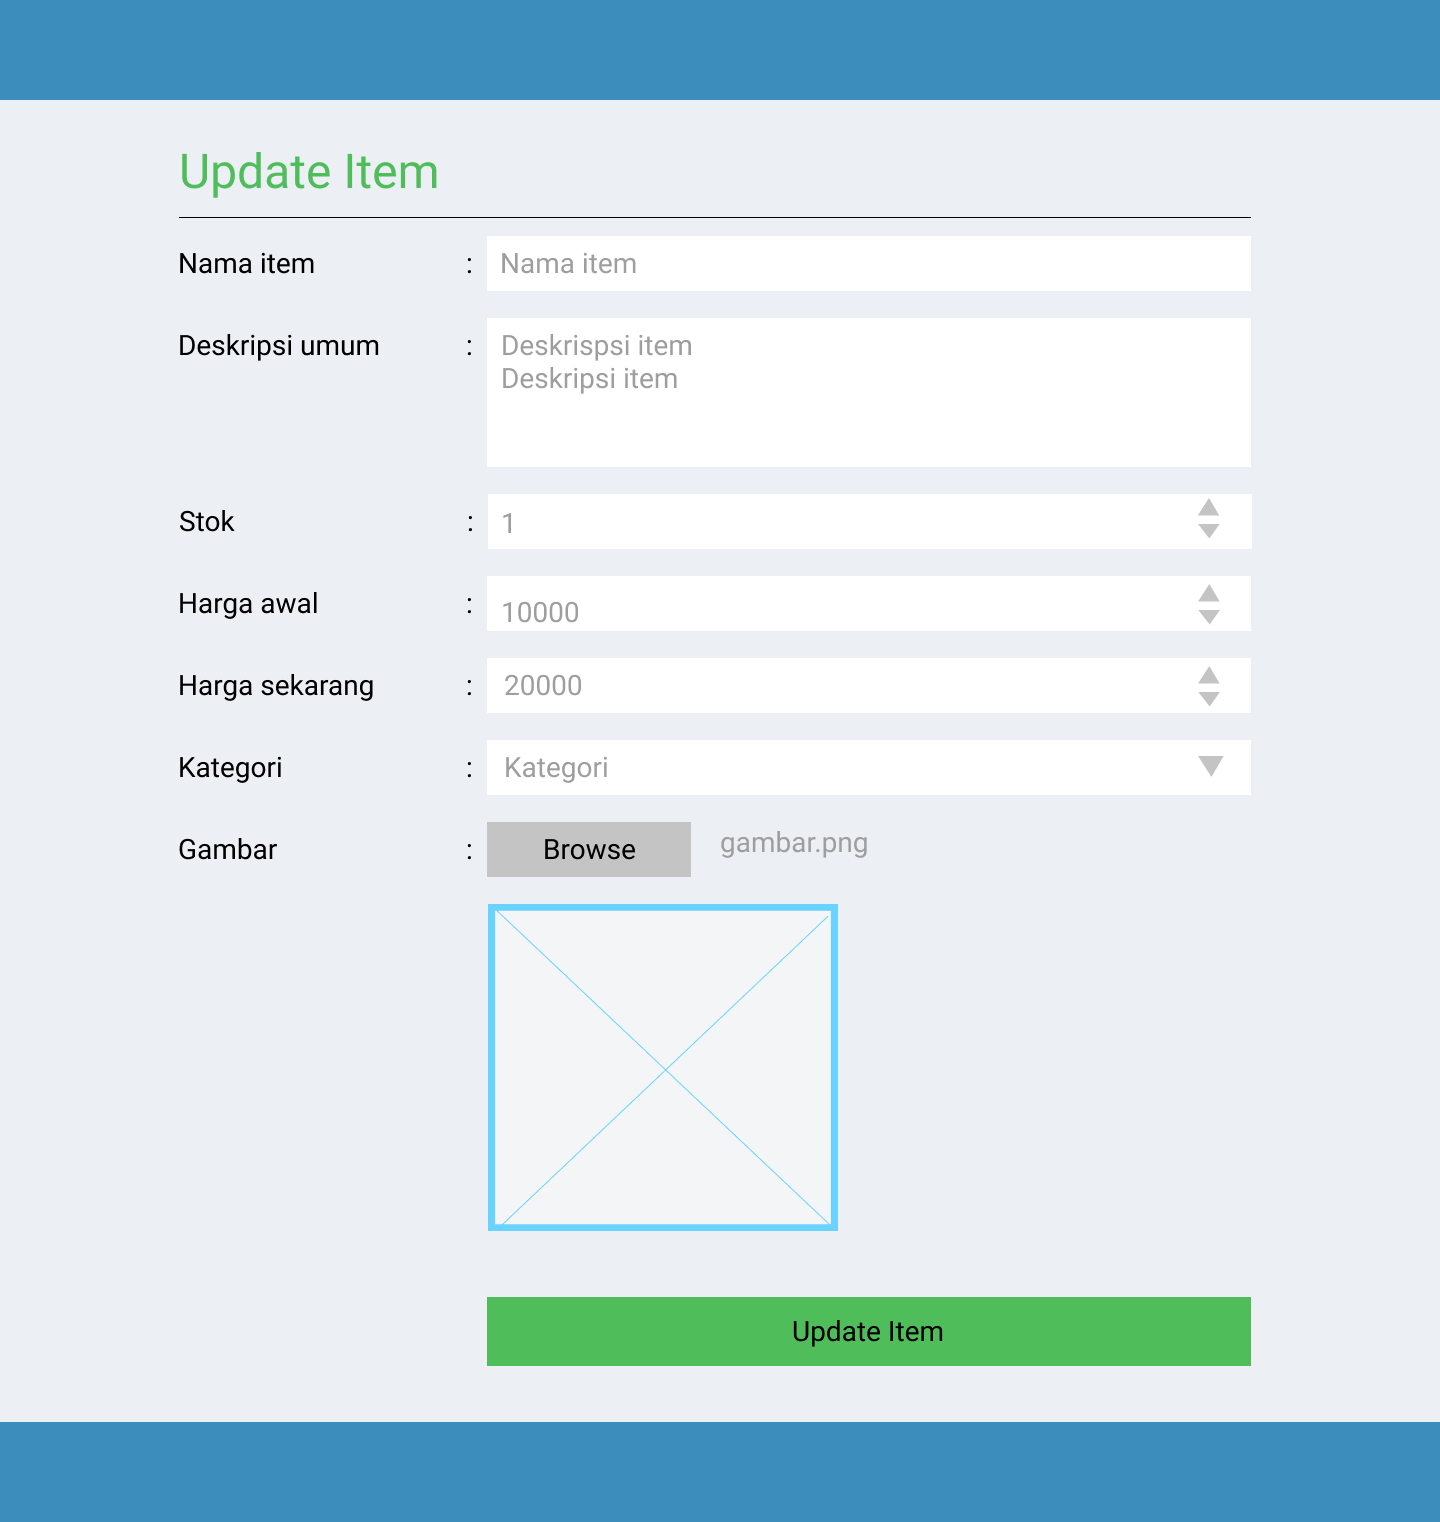 Update Item
Nama item : Nama item
Deskripsi umum : Deskrispsi item
Deskripsi item
Stok : 1
Harga awal : 10000
Harga sekarang : 20000
Kategori : Kategori
Gambar : Browse gambar.png
Update Item